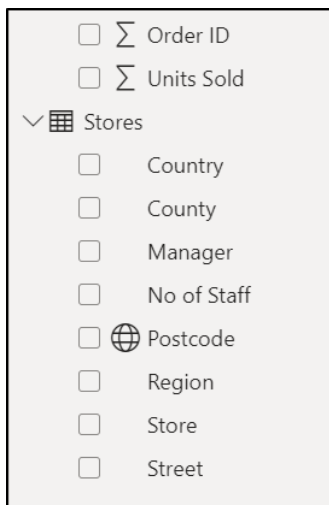 Order ID
Units Sold
Stores
Country
County
Manager
No of Staff
Postcode
Region
Store
Street